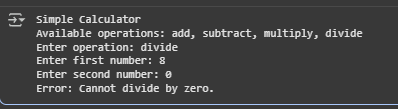 Simple Calculator
Available operations: add, subtract, multiply, divide
Enter operation: divide
Enter first number: 8
Enter second number: 0
Error: Cannot divide by zero.